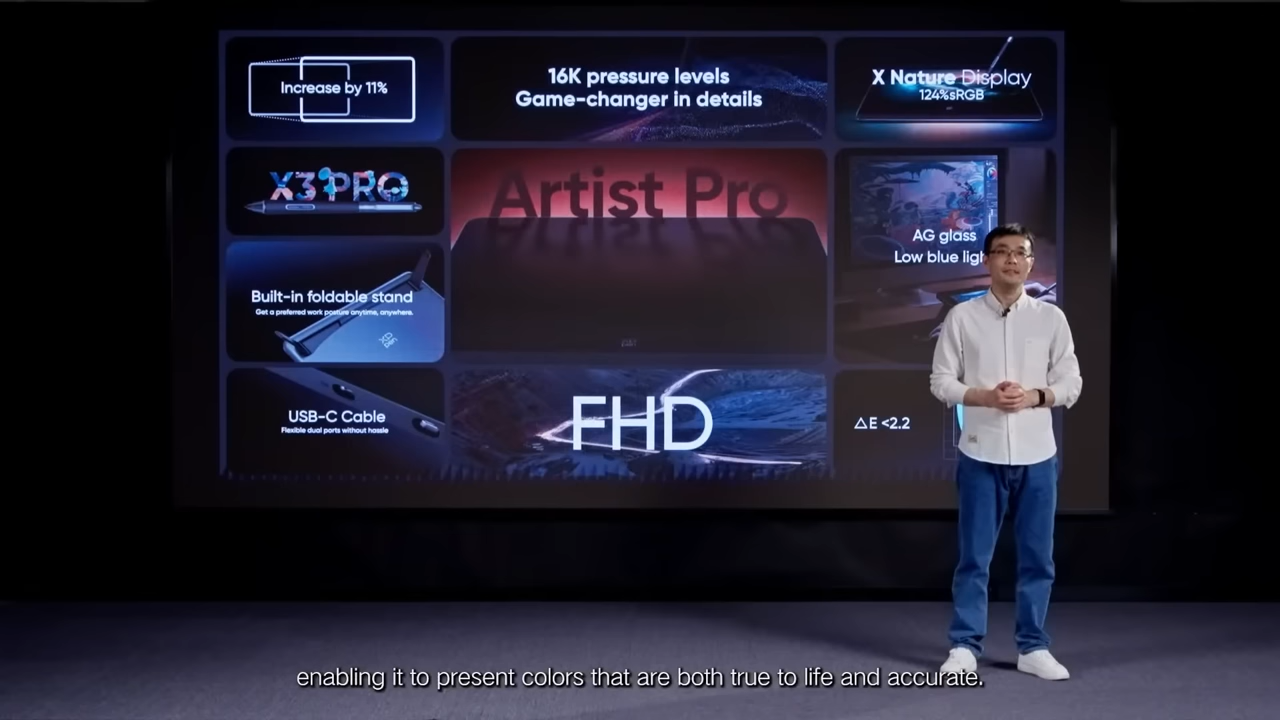 Increase by 11%
16K pressure levels
Game-changer in details
X Nature Display
124%sRGB
X3 PRO
Artist Pro
AG glass
Low blue
Built-in foldable stand
Get a preferred work posture anytime, anywhere.
XP
Pen
USB-C Cable
Flexible dual ports without hassle
FHD
△E <2.2
enabling it to present colors that are both true to life and accurate.